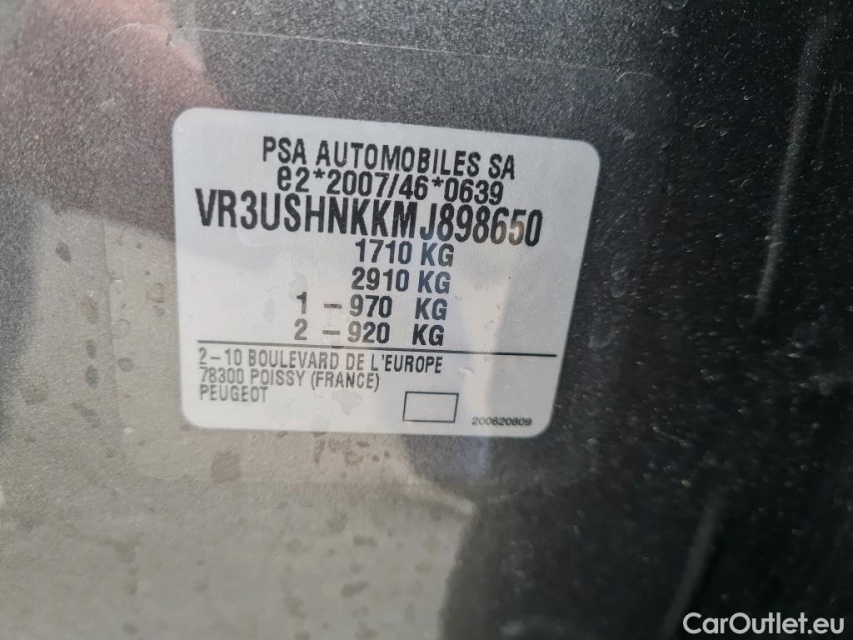 PSA AUTOMOBILES SA
e2*2007/46*0639
VR3USHNKKMJ898650
1710 KG
2910 KG
1 - 970 KG
2 - 920 KG
2-10 BOULEVARD DE L'EUROPE
78300 POISSY (FRANCE)
PEUGEOT
200620809
CarOutlet.eu